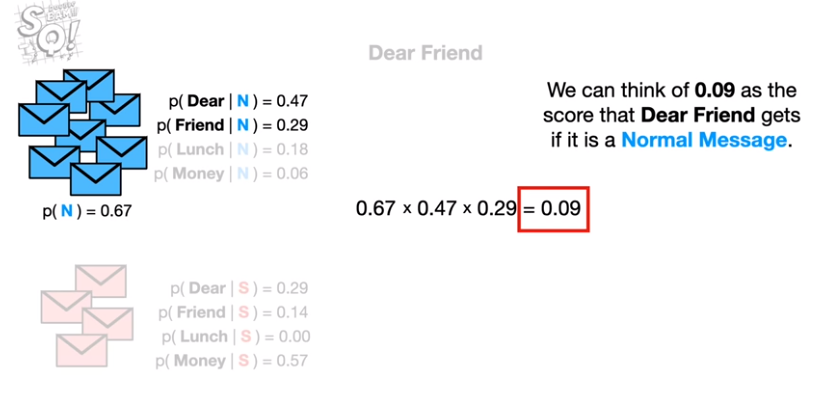 SQ!
Dear Friend
p( Dear | N ) = 0.47
p( Friend | N ) = 0.29
p( Lunch | N ) = 0.18
p( Money | N ) = 0.06
p( N ) = 0.67
We can think of 0.09 as the
score that Dear Friend gets
if it is a Normal Message.
0.67 x 0.47 x 0.29 = 0.09
p( Dear | S ) = 0.29
p( Friend | S ) = 0.14
p( Lunch | S ) = 0.00
p( Money | S ) = 0.57